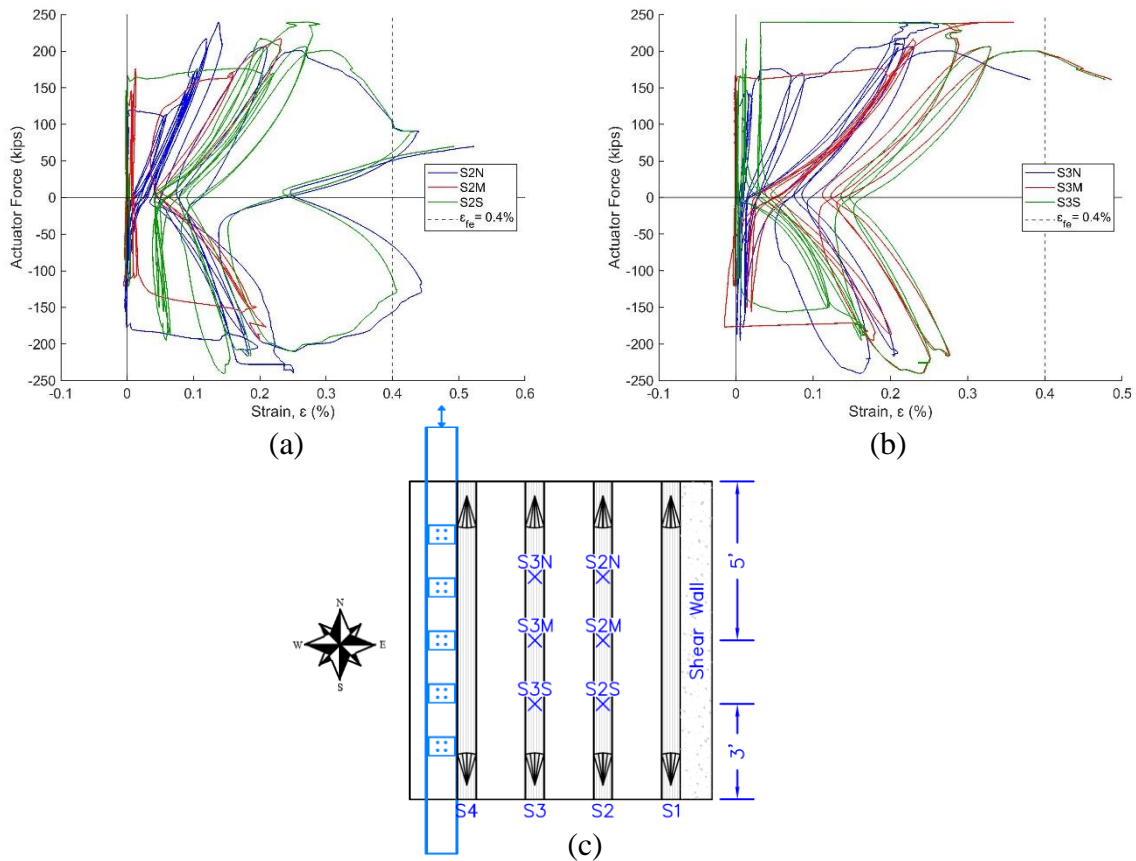 250
200
150
100
50
0
-50
-100
-150
-200
-250
Actuator Force (kips)
-0.1 0 0.1 0.2 0.3 0.4 0.5 0.6
Strain, ε (%)
S2N
S2M
S2S
ε_fe = 0.4%
(a)
250
200
150
100
50
0
-50
-100
-150
-200
-250
Actuator Force (kips)
-0.1 0 0.1 0.2 0.3 0.4 0.5
Strain, ε (%)
S3N
S3M
S3S
ε_fe = 0.4%
(b)
N
W E
S
S3N S2N
S3M S2M
S3S S2S
Shear Wall
5'
3'
S4 S3 S2 S1
(c)